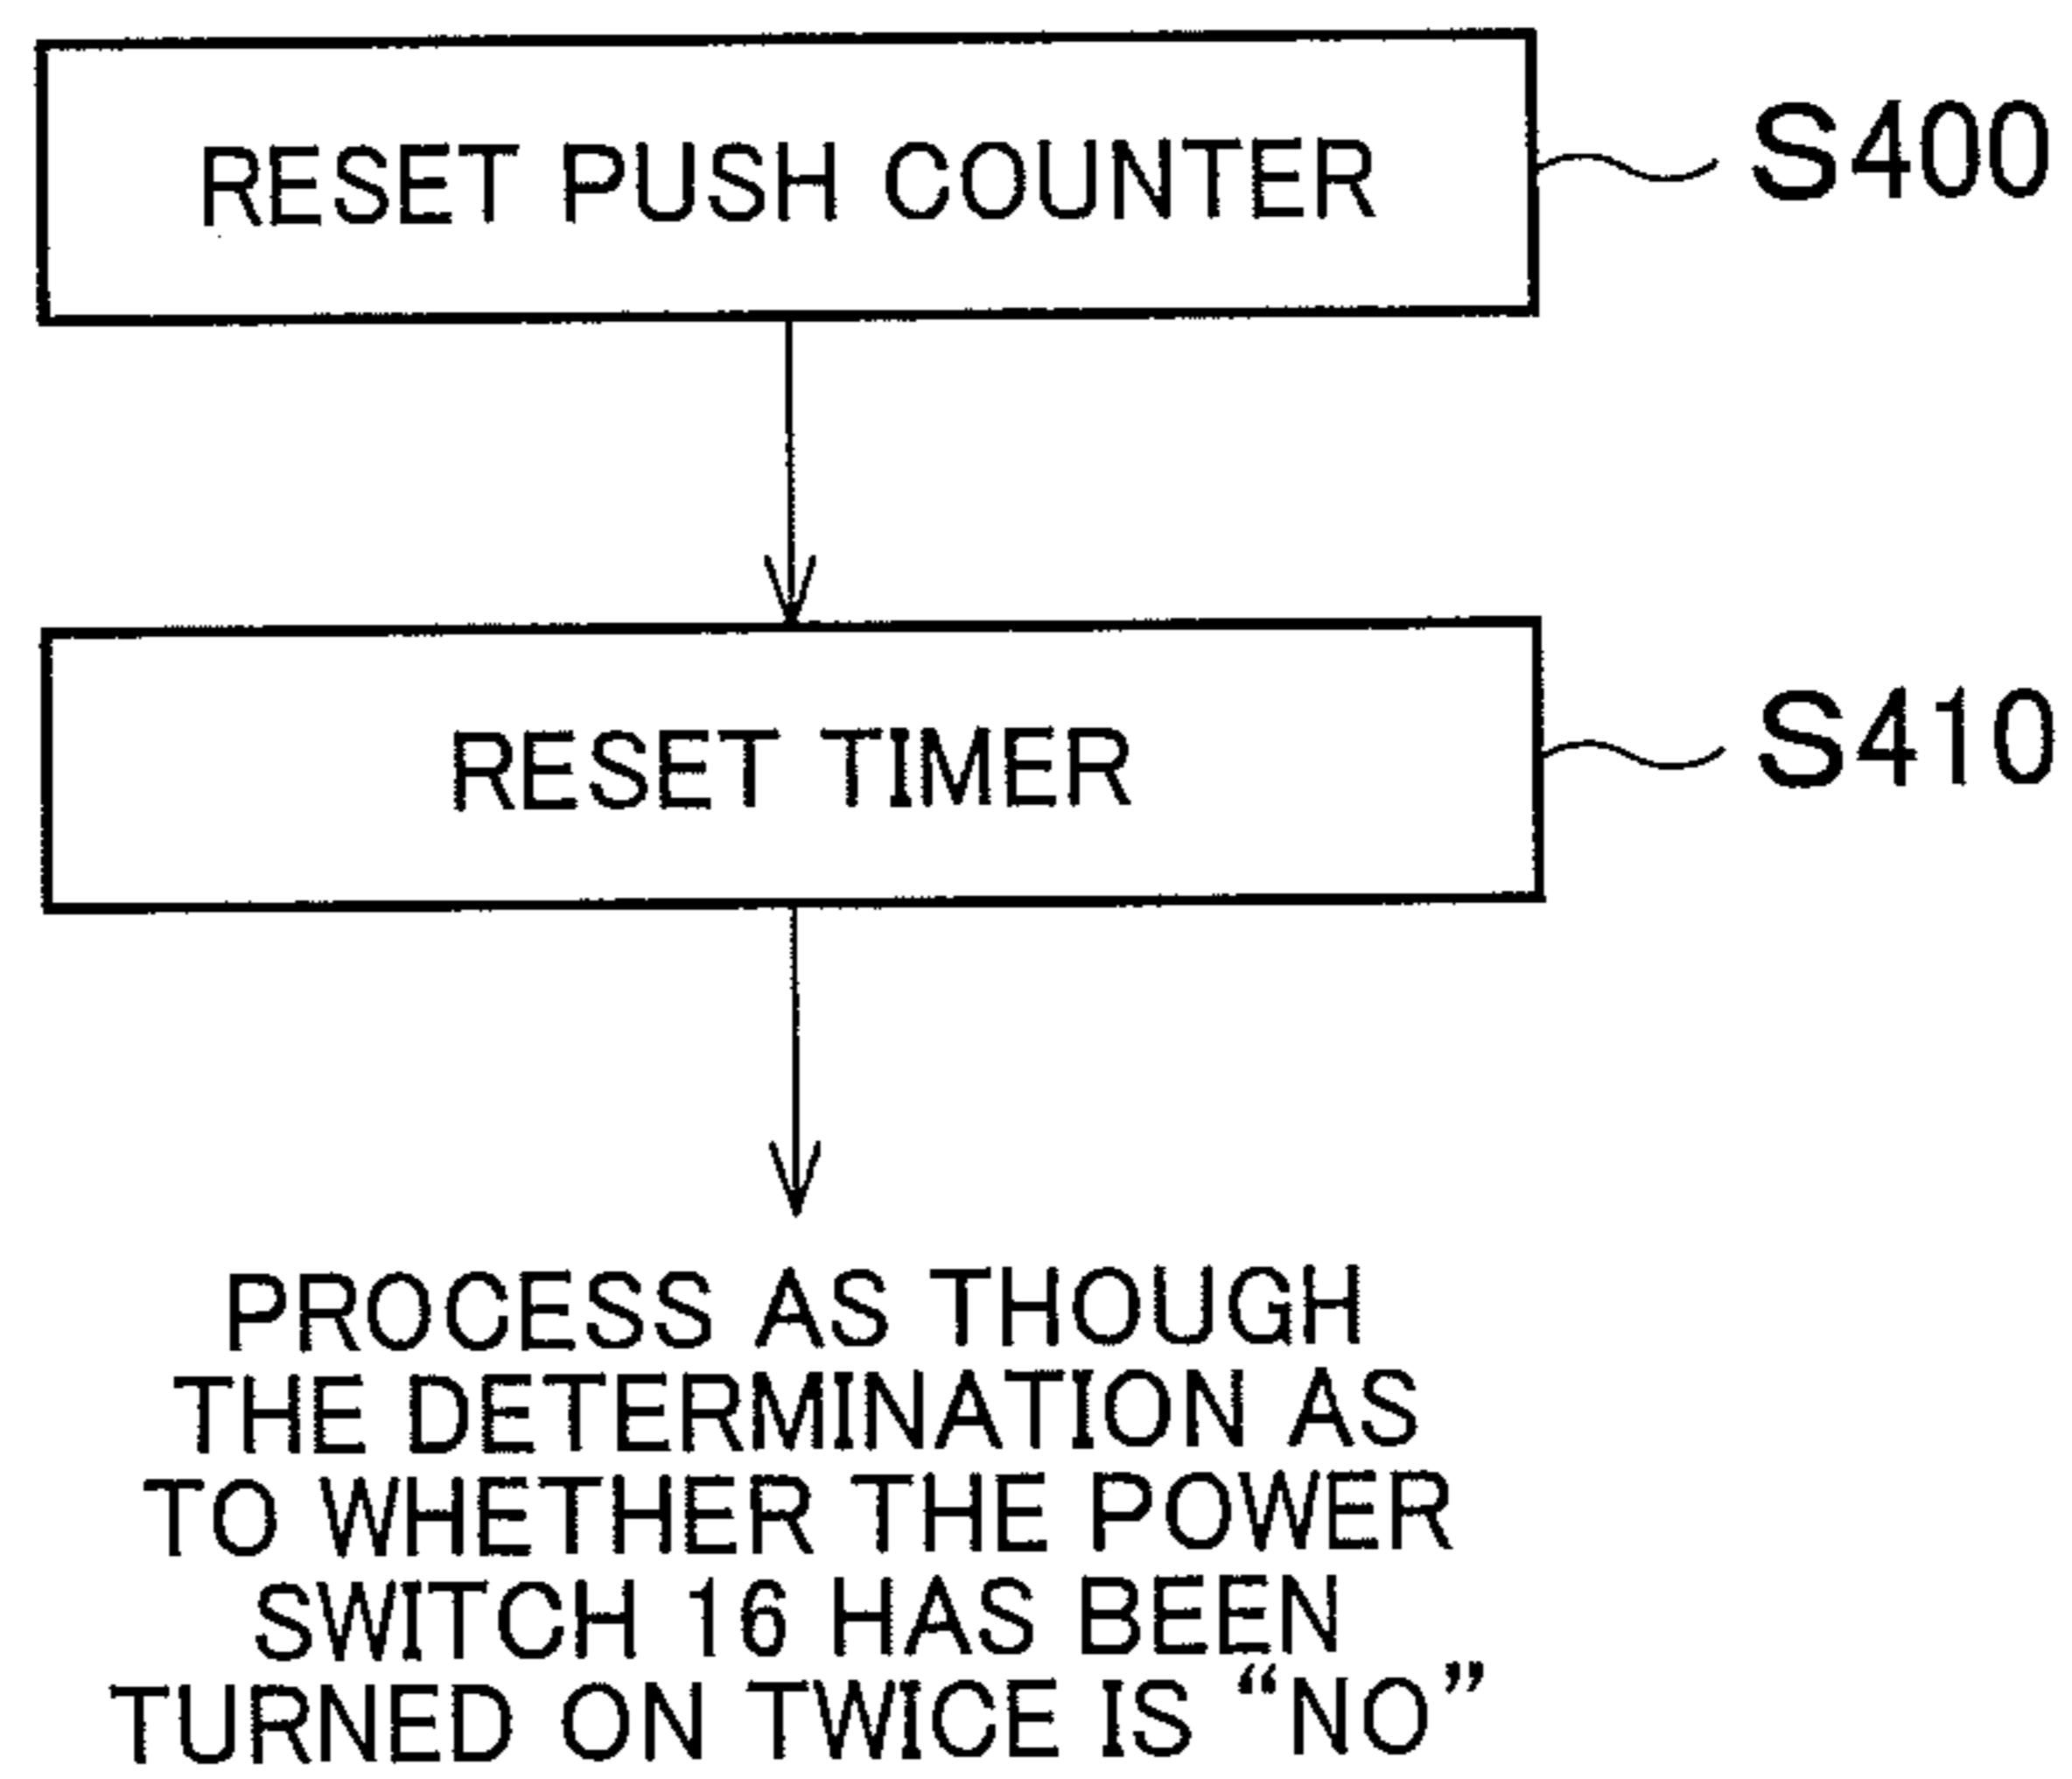 RESET PUSH COUNTER
S400
RESET TIMER
S410
PROCESS AS THOUGH
THE DETERMINATION AS
TO WHETHER THE POWER
SWITCH 16 HAS BEEN
TURNED ON TWICE IS “NO”